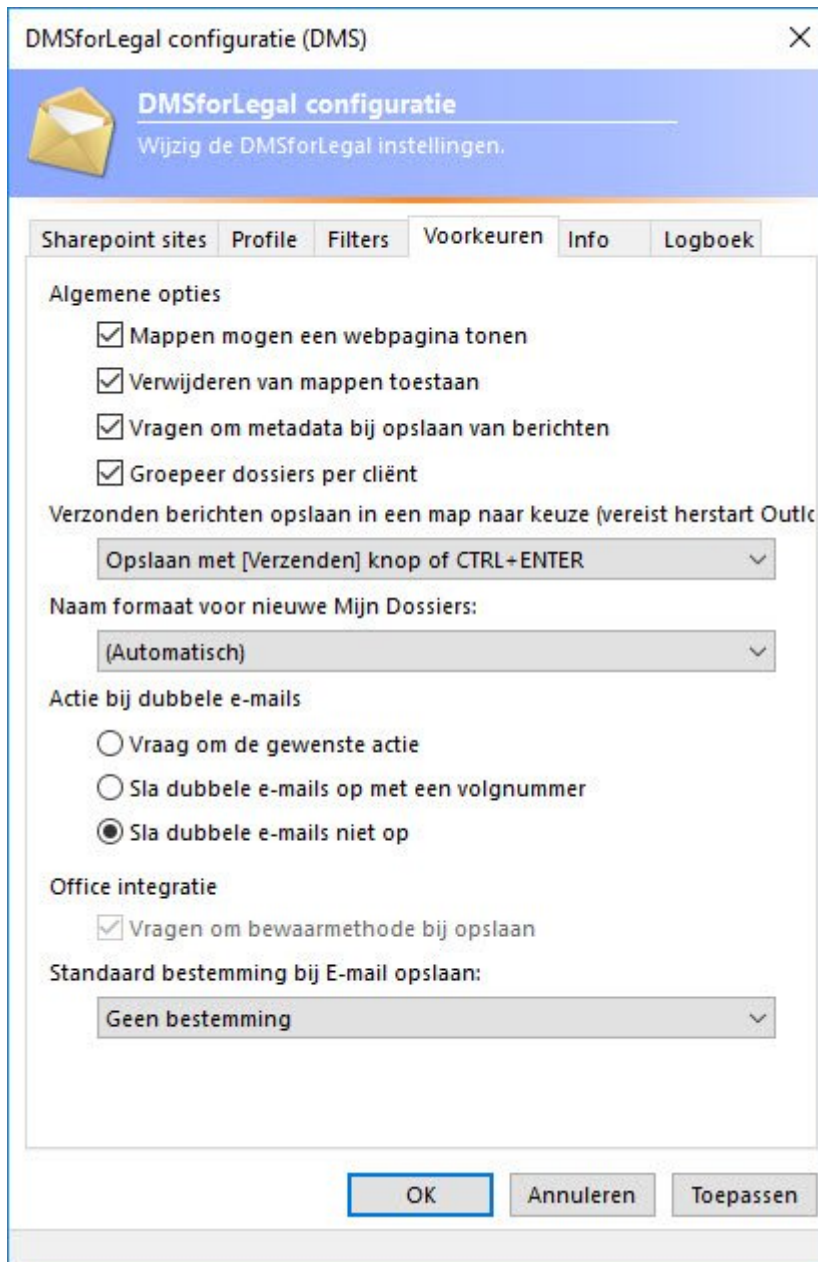 DMSforLegal configuratie (DMS)
DMSforLegal configuratie
Wijzig de DMSforLegal instellingen.
Sharepoint sites Profile Filters Voorkeuren Info Logboek
Algemene opties
Mappen mogen een webpagina tonen
Verwijderen van mappen toestaan
Vragen om metadata bij opslaan van berichten
Groepeer dossiers per cliënt
Verzonden berichten opslaan in een map naar keuze (vereist herstart Outlo
Opslaan met [Verzenden] knop of CTRL+ENTER
Naam formaat voor nieuwe Mijn Dossiers:
(Automatisch)
Actie bij dubbele e-mails
Vraag om de gewenste actie
Sla dubbele e-mails op met een volgnummer
Sla dubbele e-mails niet op
Office integratie
Vragen om bewaarmethode bij opslaan
Standaard bestemming bij E-mail opslaan:
Geen bestemming
OK Annuleren Toepassen